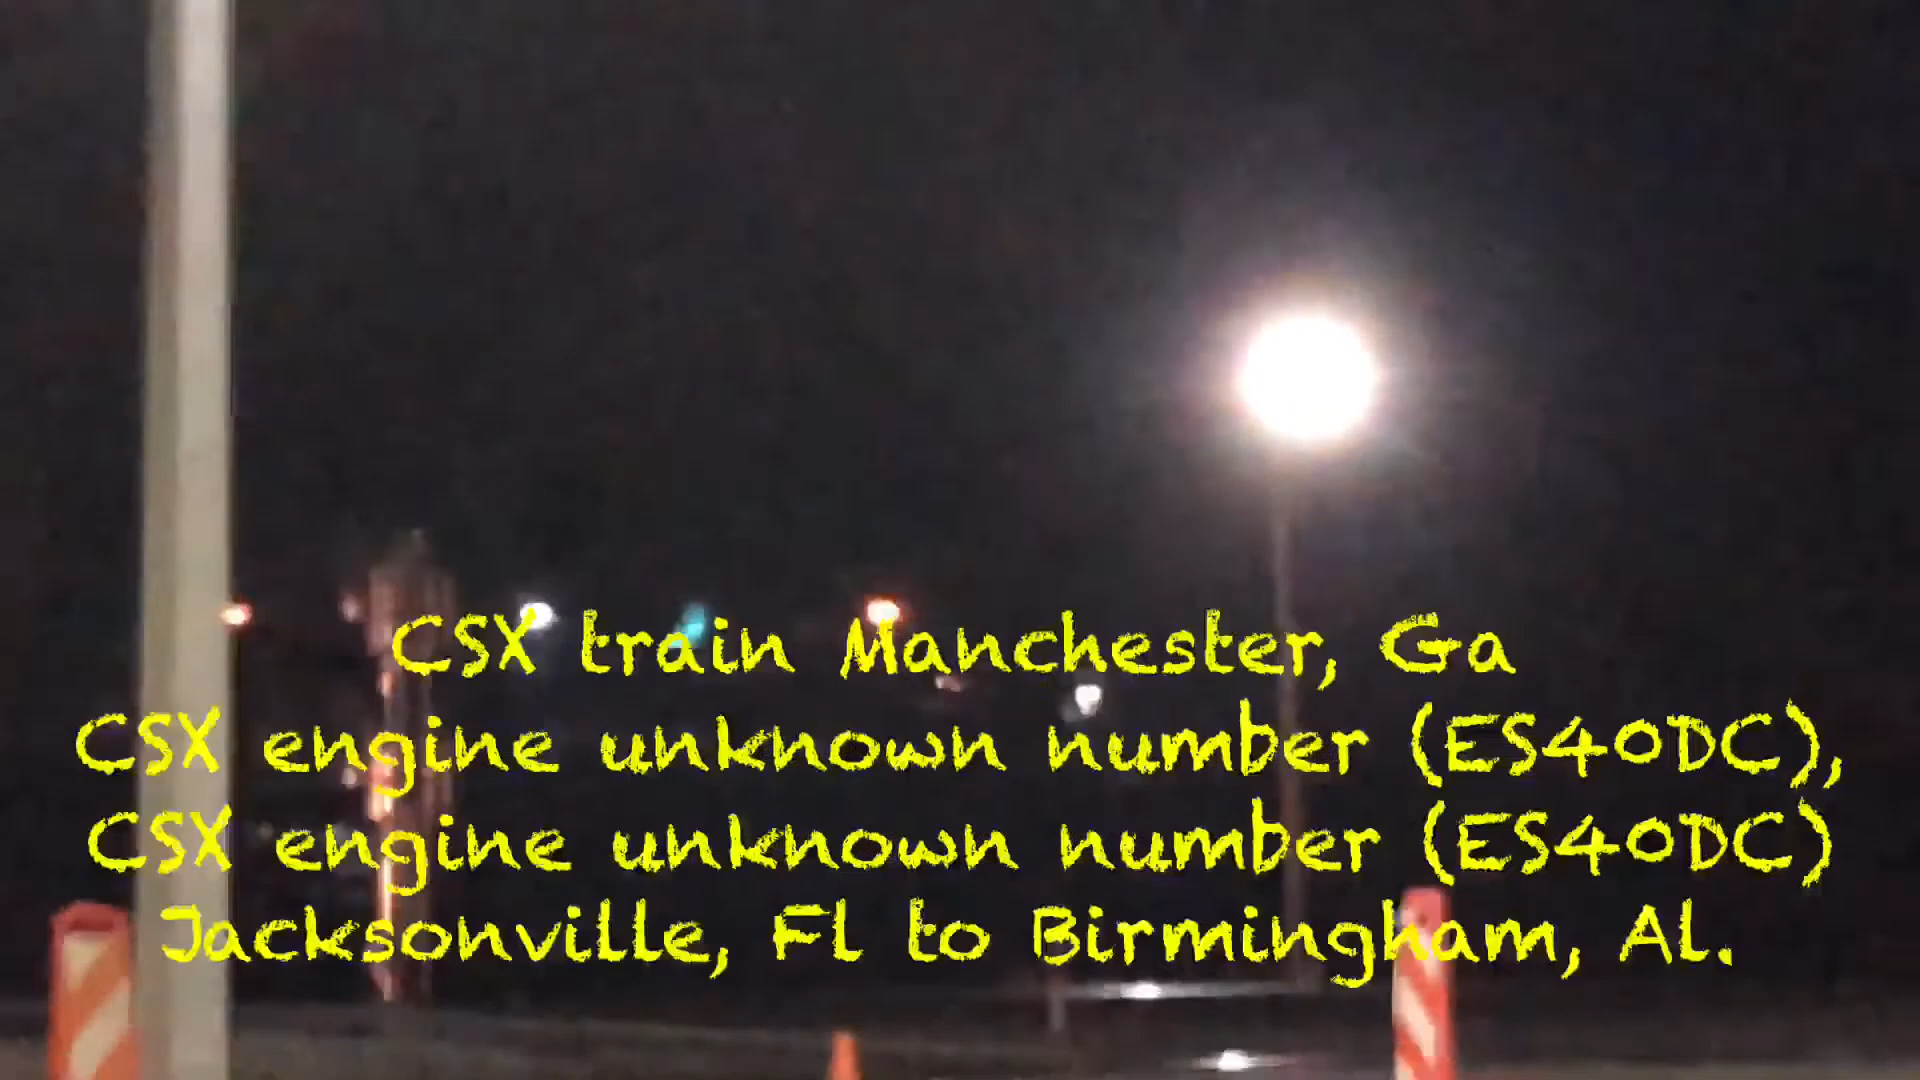 CSX train Manchester, Ga
CSX engine unknown number (ES40DC),
CSX engine unknown number (ES40DC)
Jacksonville, Fl to Birmingham, Al.